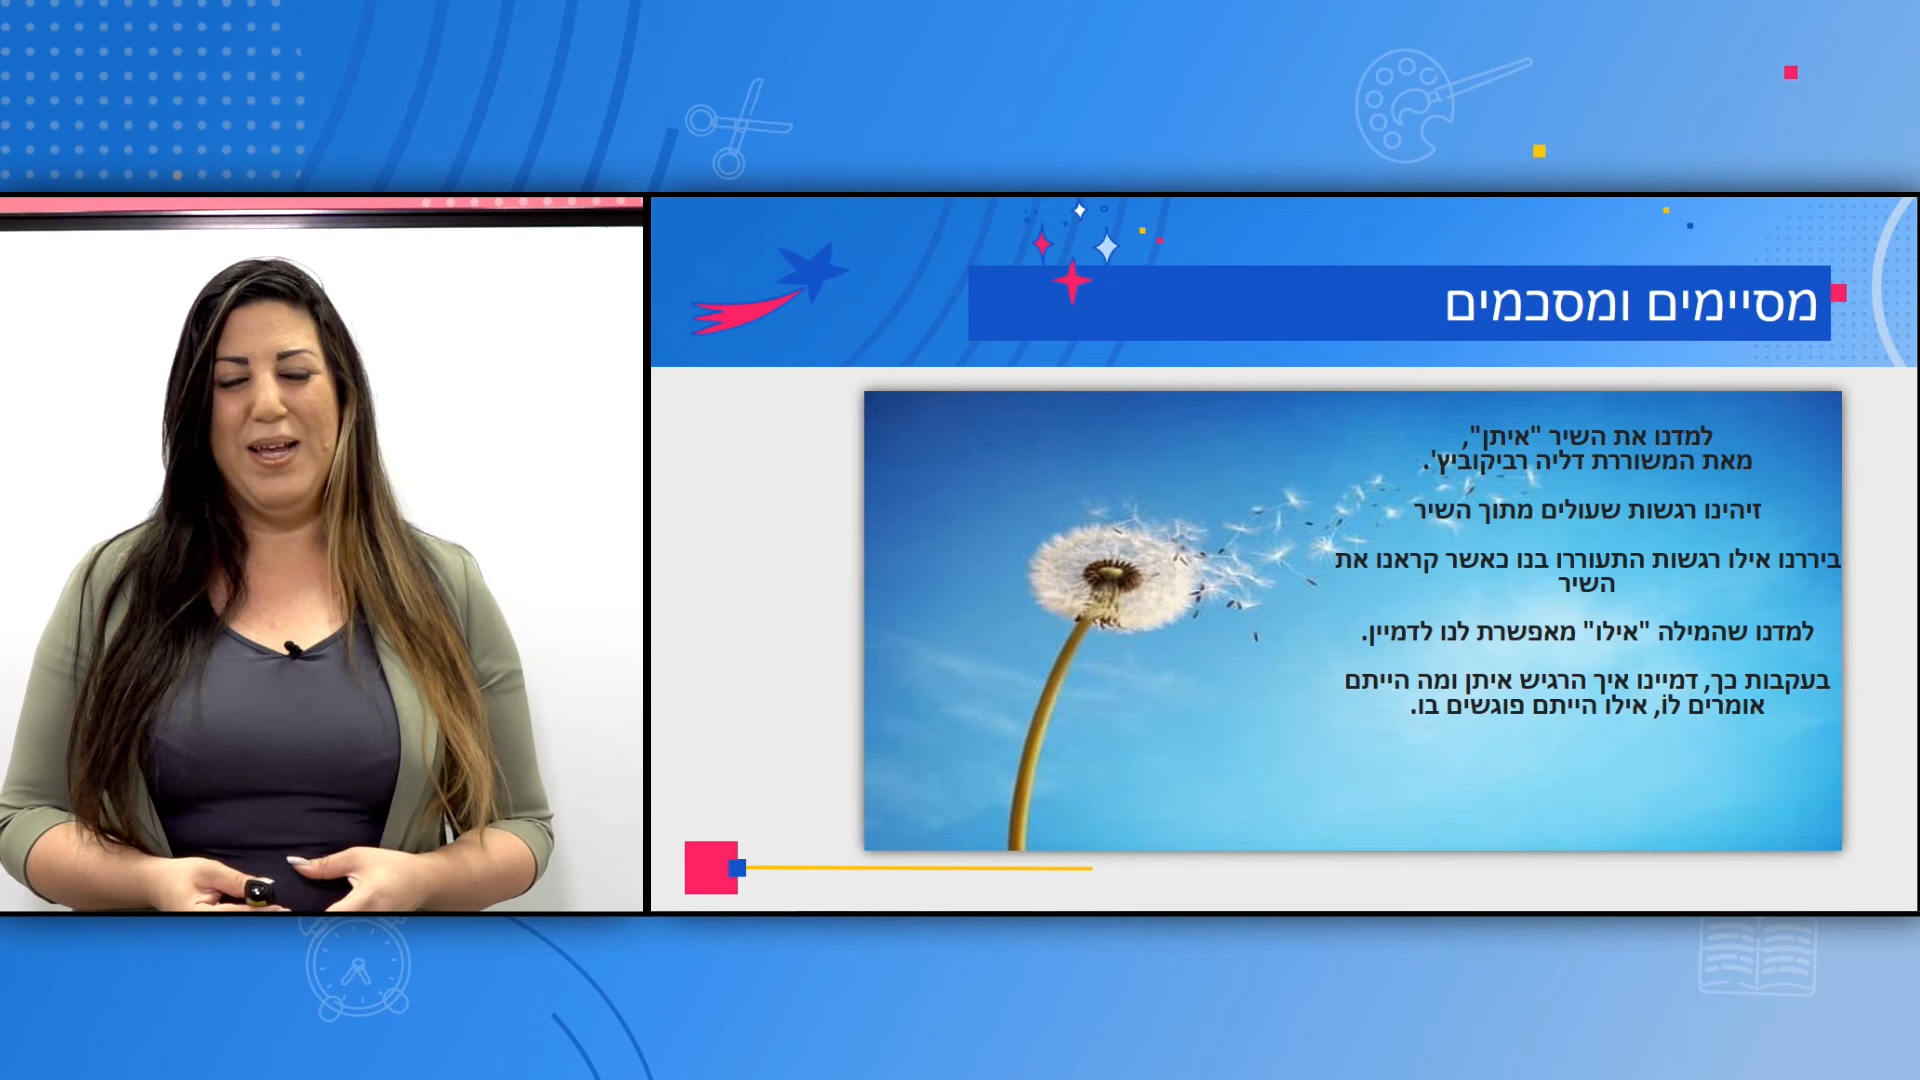 מסיימים ומסכמים
למדנו את השיר "איתן",
מאת המשוררת דליה רביקוביץ'.
זיהינו רגשות שעולים מתוך השיר
ביררנו אילו רגשות התעוררו בנו כאשר קראנו את
השיר
למדנו שהמילה "אילו" מאפשרת לנו לדמיין.
בעקבות כך, דמיינו איך הרגיש איתן ומה הייתם
אומרים לוֹ, אילו הייתם פוגשים בו.